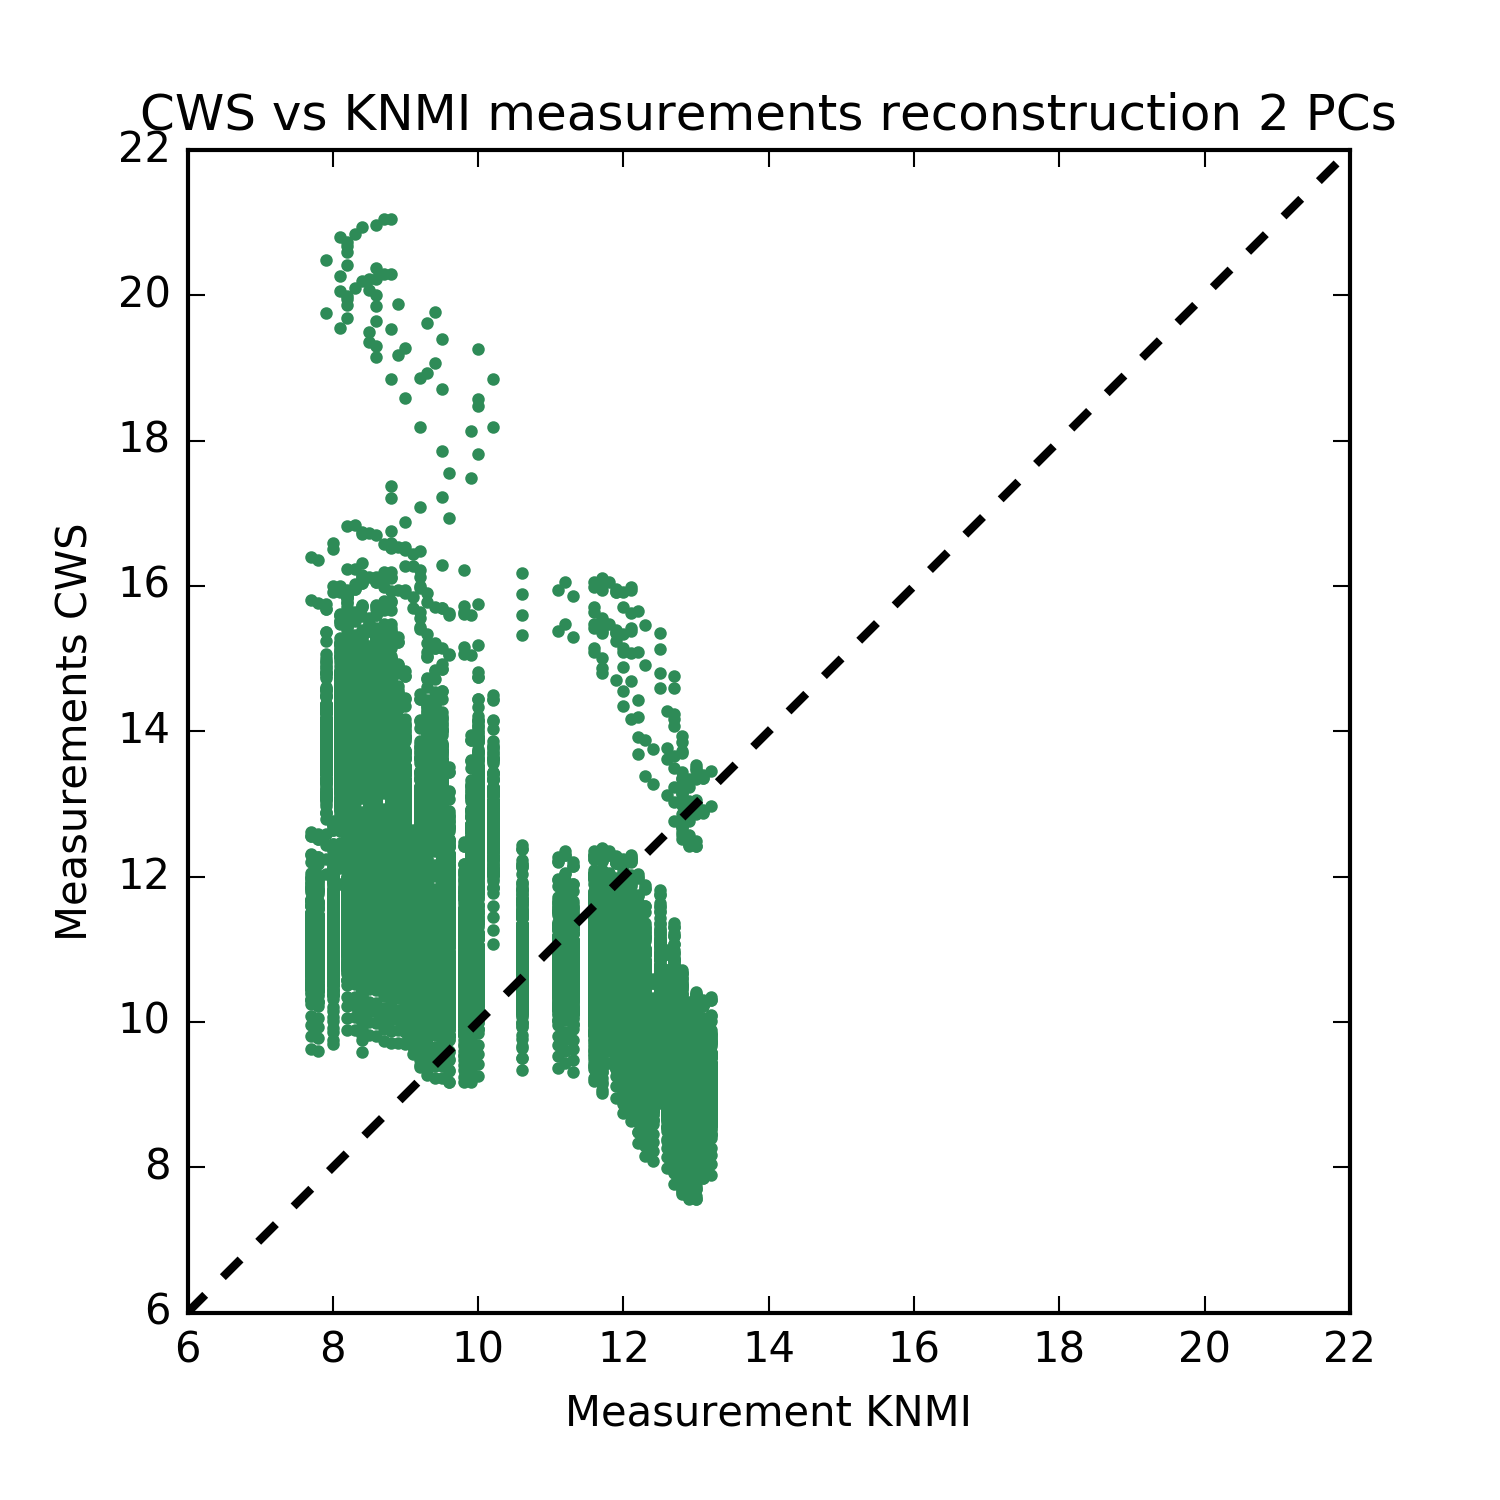 CWS vs KNMI measurements reconstruction 2 PCs
22
20
18
16
14
12
10
8
6
Measurements CWS
6 8 10 12 14 16 18 20 22
Measurement KNMI